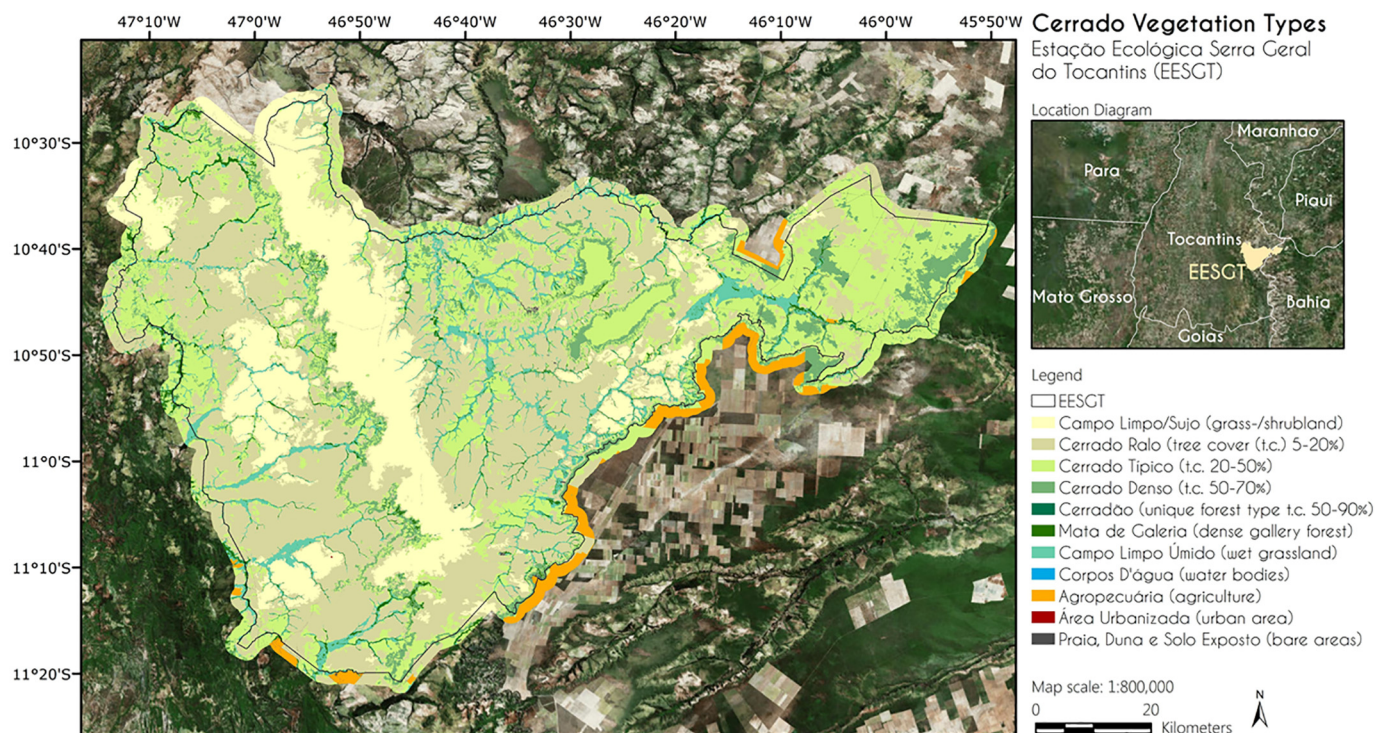 47°10'W 47°0'W 46°50'W 46°40'W 46°30'W 46°20'W 46°10'W 46°0'W 45°50'W
10°30'S
10°40'S
10°50'S
11°0'S
11°10'S
11°20'S
Cerrado Vegetation Types
Estação Ecológica Serra Geral
do Tocantins (EESGT)
Location Diagram
Maranhao
Para
Piaui
Tocantins
EESGT
Mato Grosso
Bahia
Goias
Legend
EESGT
Campo Limpo/Sujo (grass-/shrubland)
Cerrado Ralo (tree cover (t.c.) 5-20%)
Cerrado Tipico (t.c. 20-50%)
Cerrado Denso (t.c. 50-70%)
Cerradão (unique forest type t.c. 50-90%)
Mata de Galeria (dense gallery forest)
Campo Limpo Úmido (wet grassland)
Corpos D'água (water bodies)
Agropecuária (agriculture)
Área Urbanizada (urban area)
Praia, Duna e Solo Exposto (bare areas)
Map scale: 1:800,000
0 20
Kilometers
N